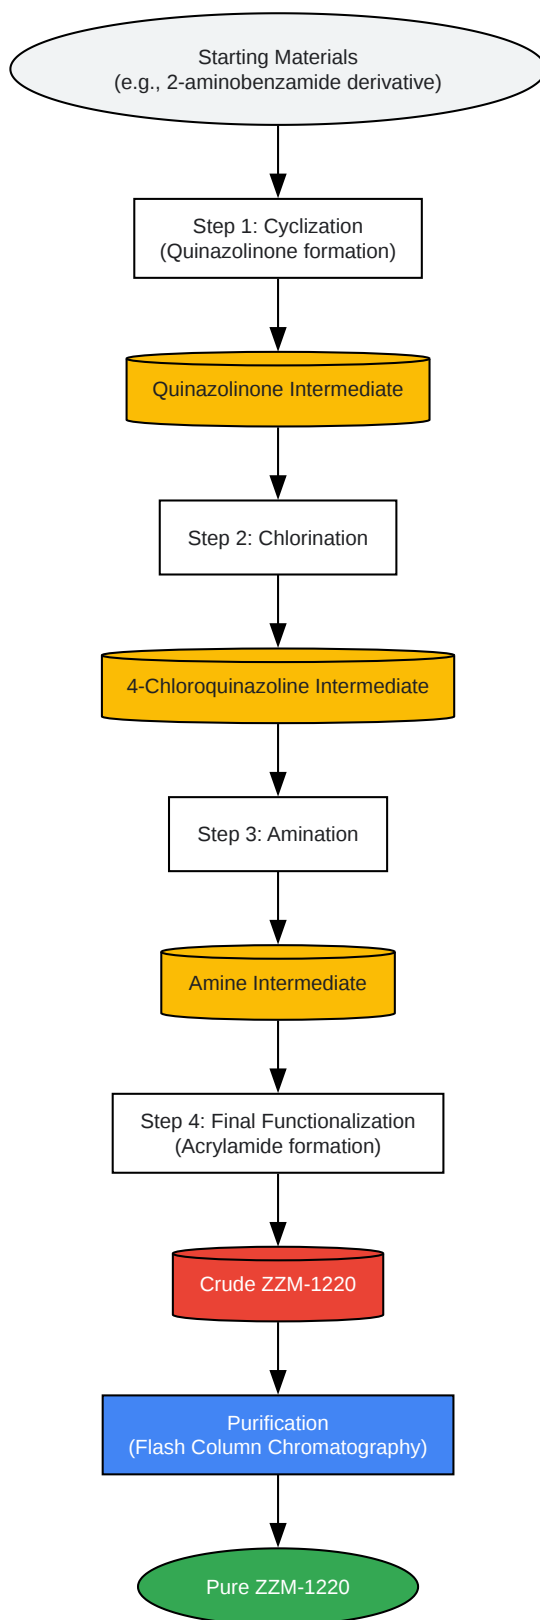 Starting Materials
(e.g., 2-aminobenzamide derivative)
Step 1: Cyclization
(Quinazolinone formation)
Quinazolinone Intermediate
Step 2: Chlorination
4-Chloroquinazoline Intermediate
Step 3: Amination
Amine Intermediate
Step 4: Final Functionalization
(Acrylamide formation)
Crude ZZM-1220
Purification
(Flash Column Chromatography)
Pure ZZM-1220